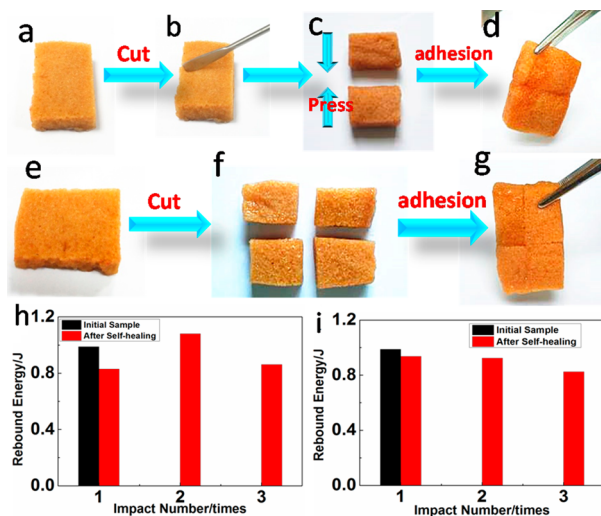 a
b
c
d
Cut
adhesion
Press
e
f
g
Cut
adhesion
h
i
1.2
0.8
0.4
0.0
Rebound Energy/J
Initial Sample
After Self-healing
1 2 3
Impact Number/times
1.2
0.8
0.4
0.0
Rebound Energy/J
Initial Sample
After Self-healing
1 2 3
Impact Number/times